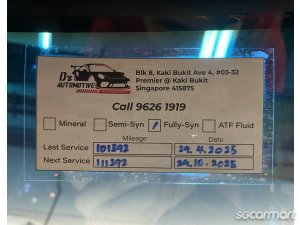 D's
AUTOMOTIVE
Blk 8, Kaki Bukit Ave 4, #03-32
Premier @ Kaki Bukit
Singapore 415875
Call 9626 1919
Mineral Semi-Syn Fully-Syn ATF Fluid
Mileage Date
Last Service 101392 29.4.2025
Next Service 111392 29.10.2025
sgcarmart